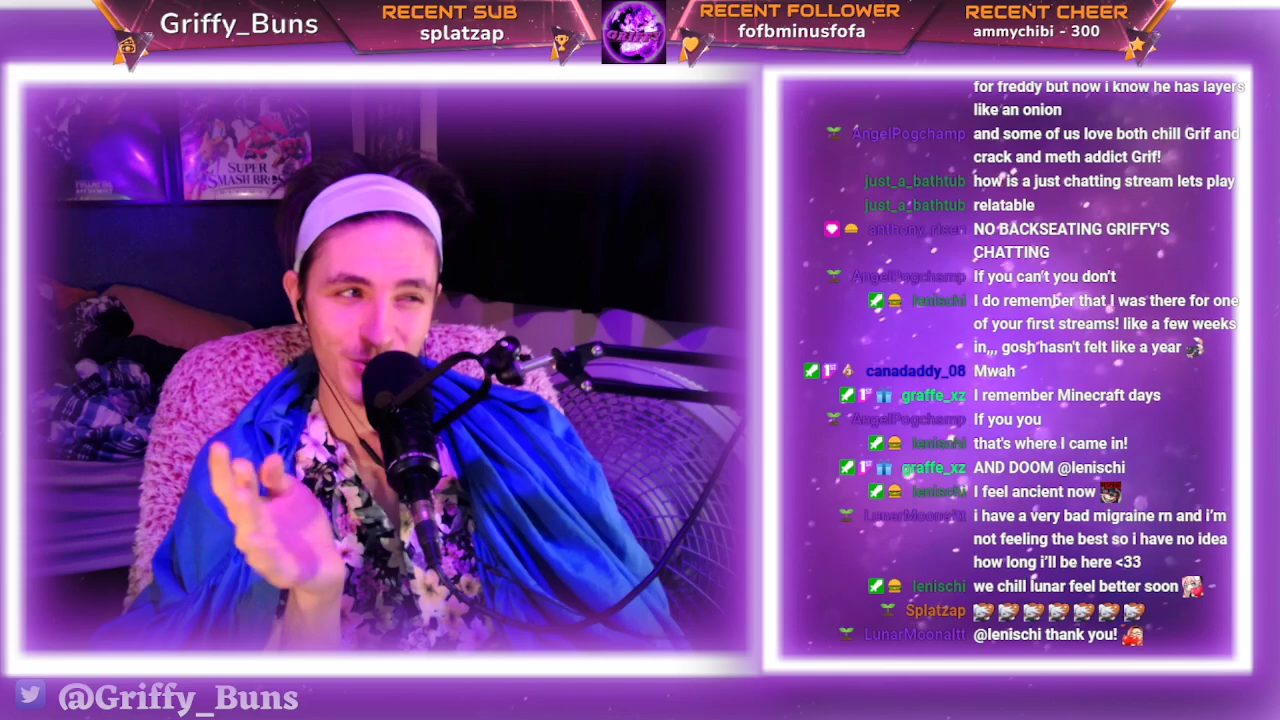 Griffy_Buns
RECENT SUB
splatzap
RECENT FOLLOWER
fofbminusfofa
RECENT CHEER
ammychibi - 300
SUPER
SMASH BROS
for freddy but now i know he has layers
like an onion
AngelPogchamp and some of us love both chill Grif and
crack and meth addict Grif!
just_a_bathtub how is a just chatting stream lets play
just_a_bathtub relatable
NO BACKSEATING GRIFFY'S
CHATTING
AngelPogchamp If you can't you don't
lenischi I do remember that I was there for one
of your first streams! like a few weeks
in,,, gosh hasn't felt like a year
canadaddy_08 Mwah
graffe_xz I remember Minecraft days
AngelPogchamp If you you
lenischi that's where I came in!
graffe_xz AND DOOM @lenischi
lenischi I feel ancient now
LunarMoonaltt i have a very bad migraine rn and i'm
not feeling the best so i have no idea
how long i'll be here <33
lenischi we chill lunar feel better soon
Splatzap
LunarMoonaltt @lenischi thank you!
@Griffy_Buns